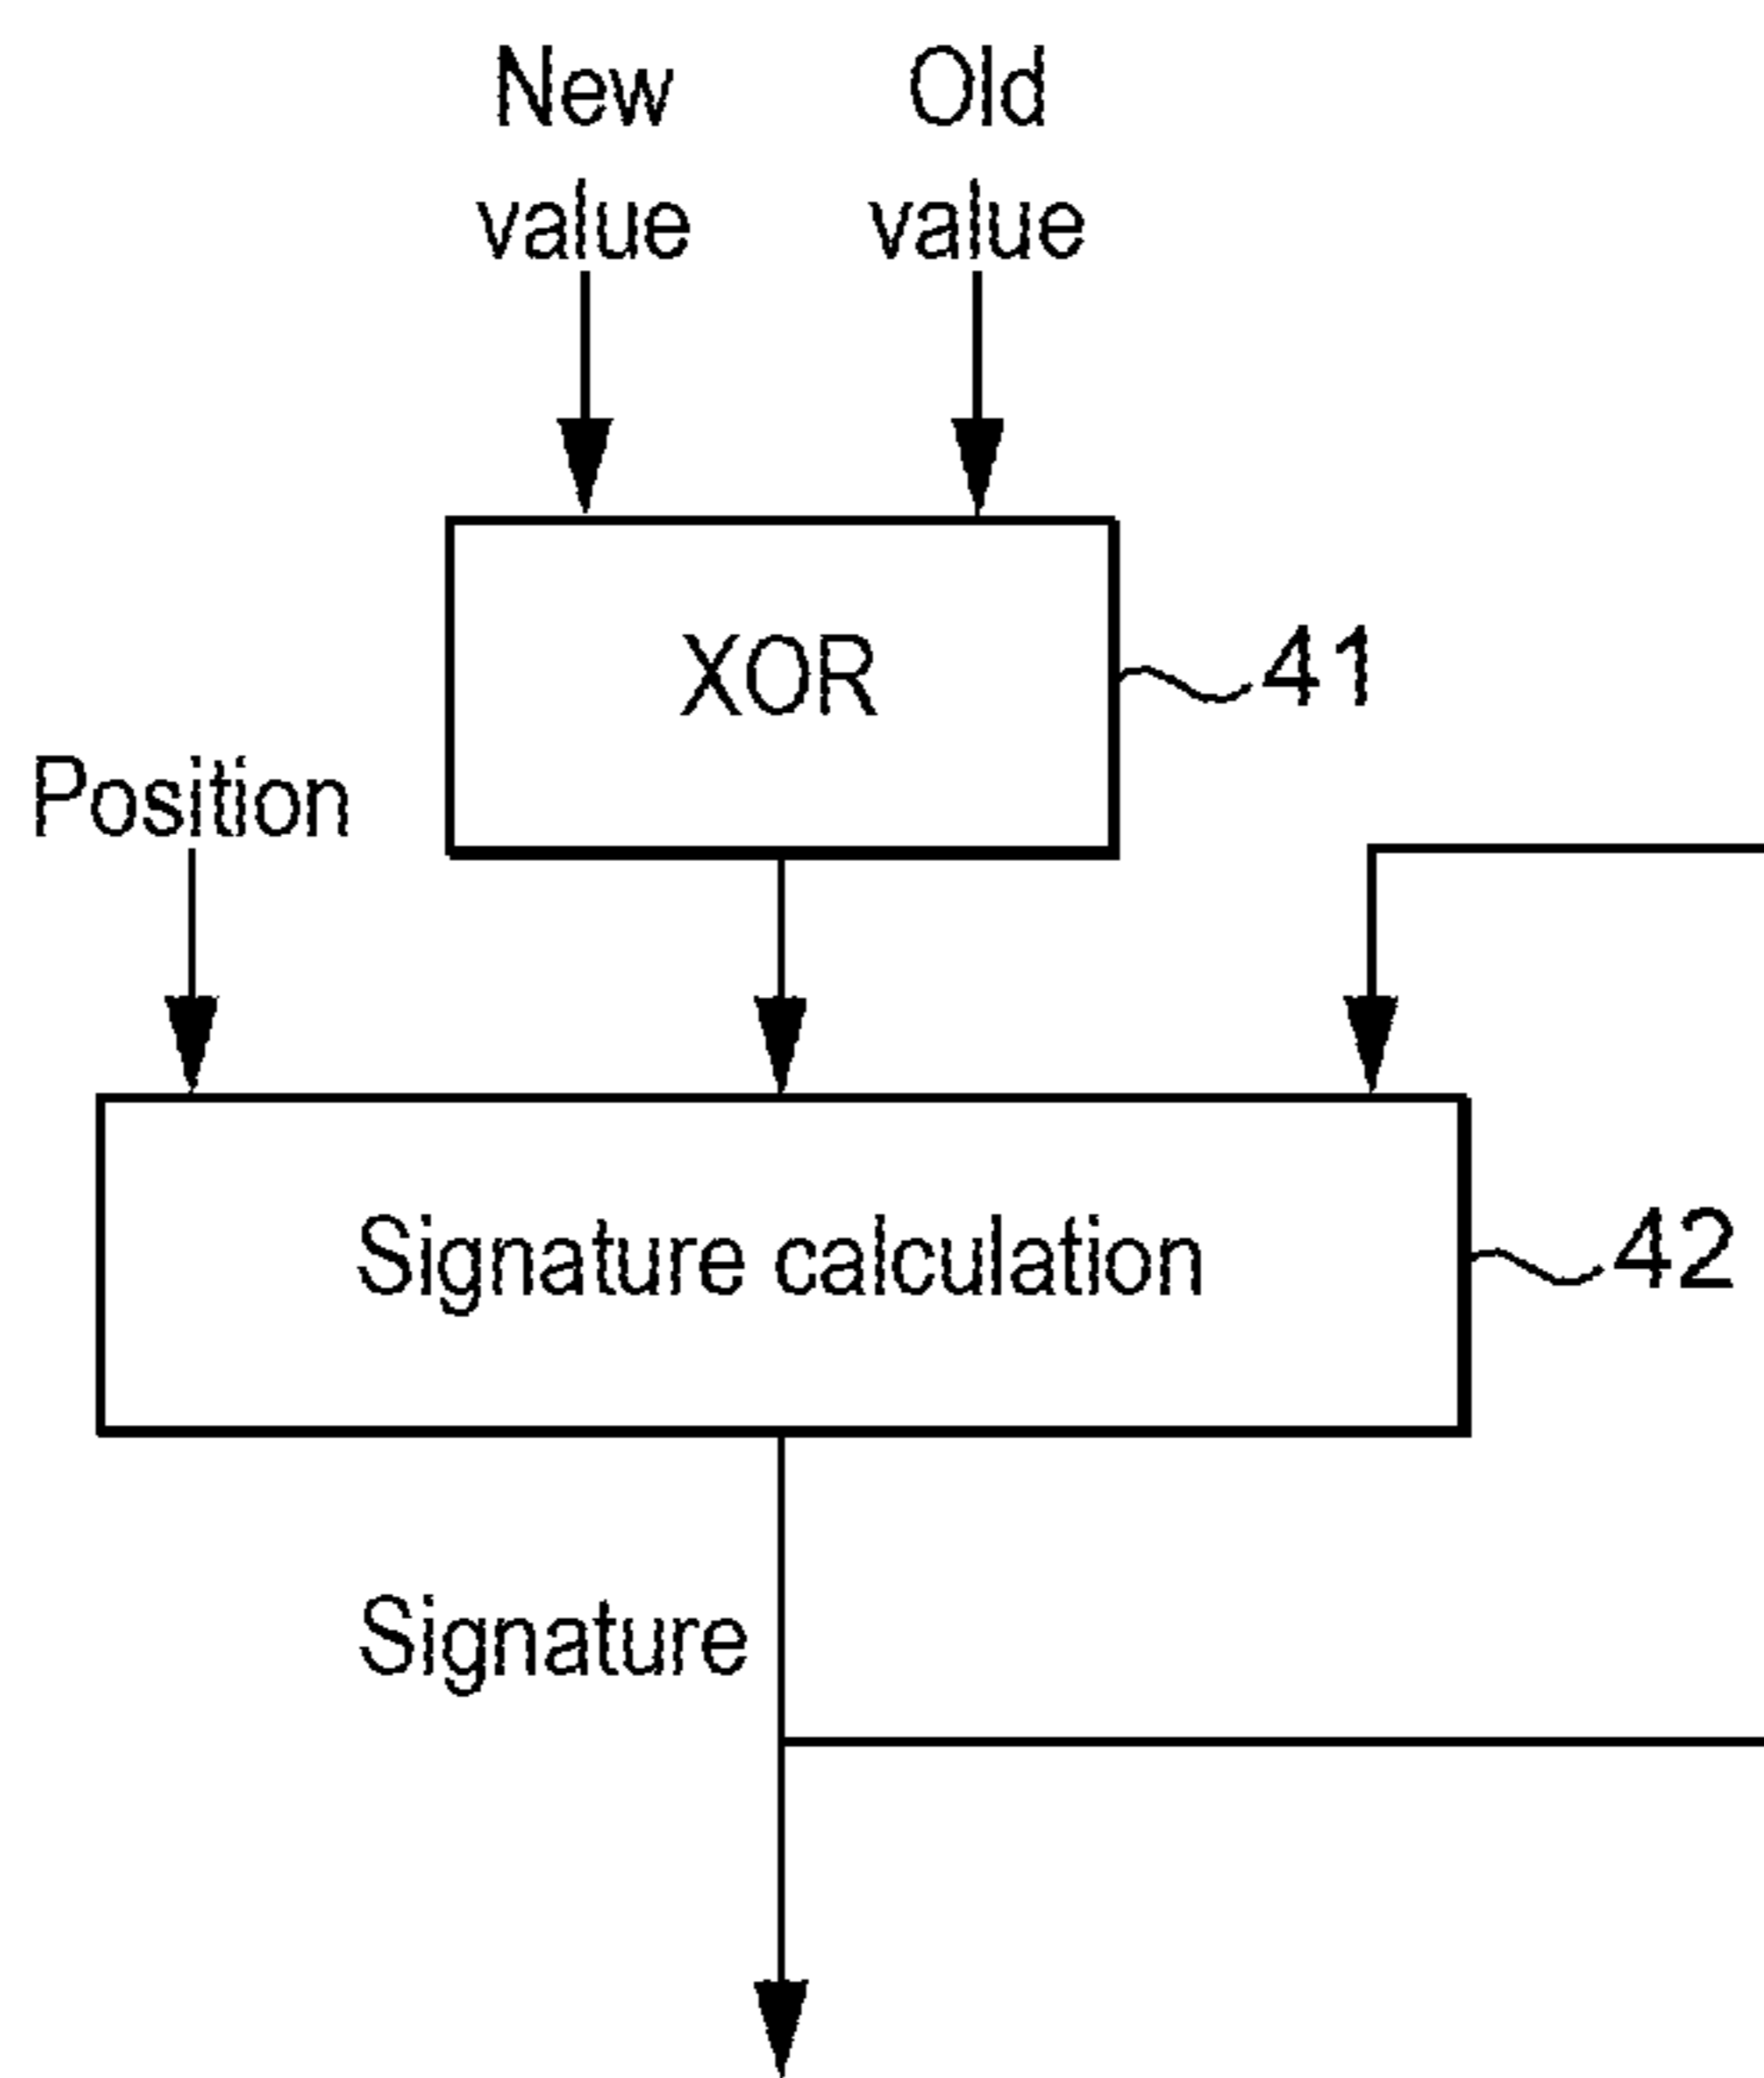 New
value
Old
value
XOR
41
Position
Signature calculation
42
Signature